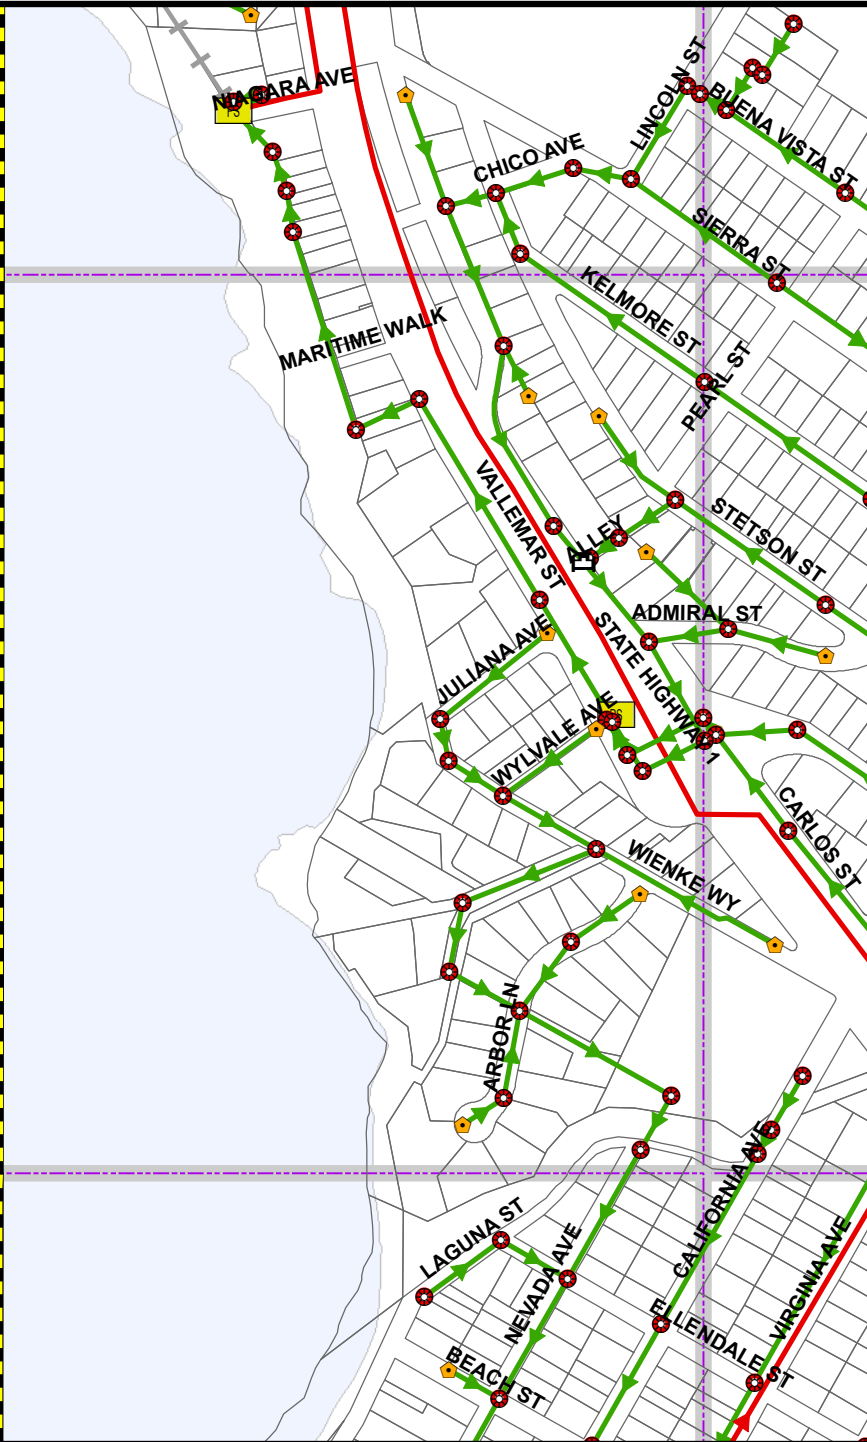 NIAGARA AVE
PS
LINCOLN ST
BUENA VISTA ST
CHICO AVE
SIERRA ST
KELMORE ST
MARITIME WALK
PEARL ST
VALLEMAR ST
ALLEY
STETSON ST
ADMIRAL ST
STATE HIGHWAY 1
JULIANA AVE
WYLVALE AVE
PS
CARLOS ST
WIENKE WY
ARBOR LN
CALIFORNIA AVE
LAGUNA ST
NEVADA AVE
VIRGINIA AVE
ELLENDALE ST
BEACH ST